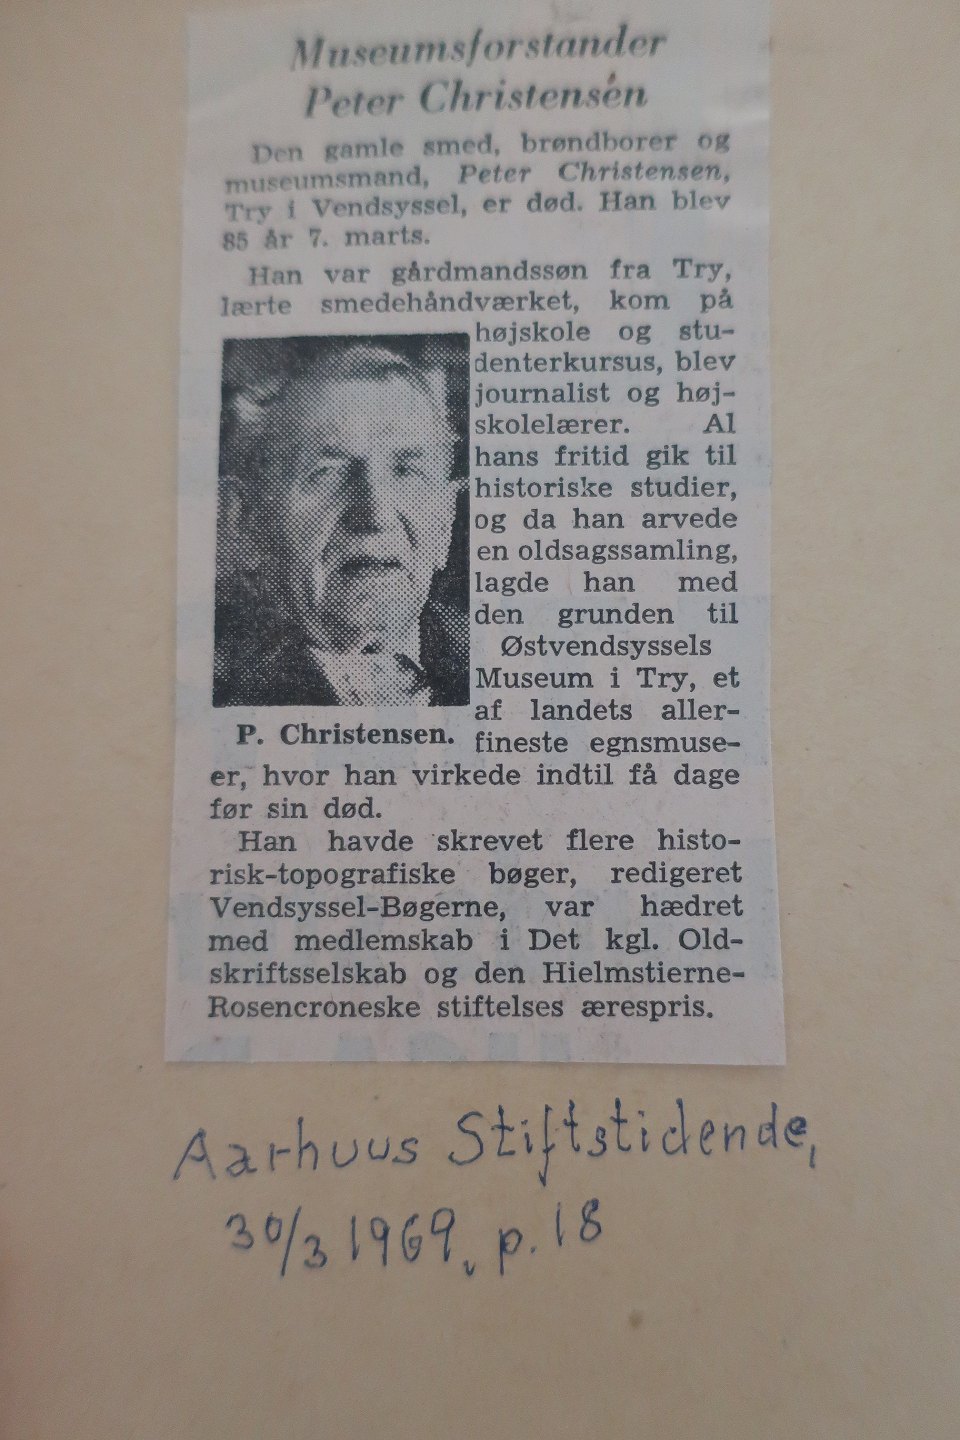 Museumsforstander
Peter Christensen
Den gamle smed, brøndborer og
museumsmand, Peter Christensen,
Try i Vendsyssel, er død. Han blev
85 år 7. marts.
Han var gårdmandssøn fra Try,
lærte smedehåndværket, kom på
højskole og stu-
denterkursus, blev
journalist og høj-
skolelærer. Al
hans fritid gik til
historiske studier,
og da han arvede
en oldsagssamling,
lagde han med
den grunden til
Østvendsyssels
Museum i Try, et
af landets aller-
fineste egnsmuse-
P. Christensen.
er, hvor han virkede indtil få dage
før sin død.
Han havde skrevet flere histo-
risk-topografiske bøger, redigeret
Vendsyssel-Bøgerne, var hædret
med medlemskab i Det kgl. Old-
skriftsselskab og den Hielmstierne-
Rosencroneske stiftelses ærespris.
Aarhuus Stiftstidende,
30/3 1969, p. 18